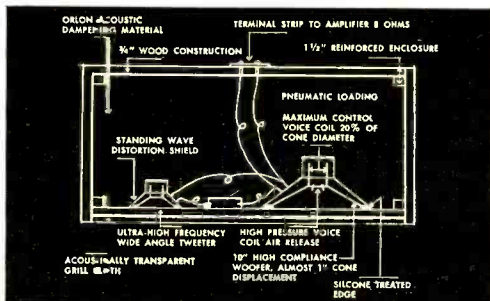 ORLON ACOUSTIC
DAMPENING MATERIAL
TERMINAL STRIP TO AMPLIFIER 8 OHMS
¾" WOOD CONSTRUCTION
1 ½" REINFORCED ENCLOSURE
PNEUMATIC LOADING
MAXIMUM CONTROL
VOICE COIL 20% OF
CONE DIAMETER
STANDING WAVE
DISTORTION SHIELD
ULTRA-HIGH FREQUENCY
WIDE ANGLE TWEETER
HIGH PRESSURE VOICE
COIL AIR RELEASE
ACOUSTICALLY TRANSPARENT
GRILL CLOTH
10" HIGH COMPLIANCE
WOOFER, ALMOST 1" CONE
DISPLACEMENT
SILCONE TREATED
EDGE